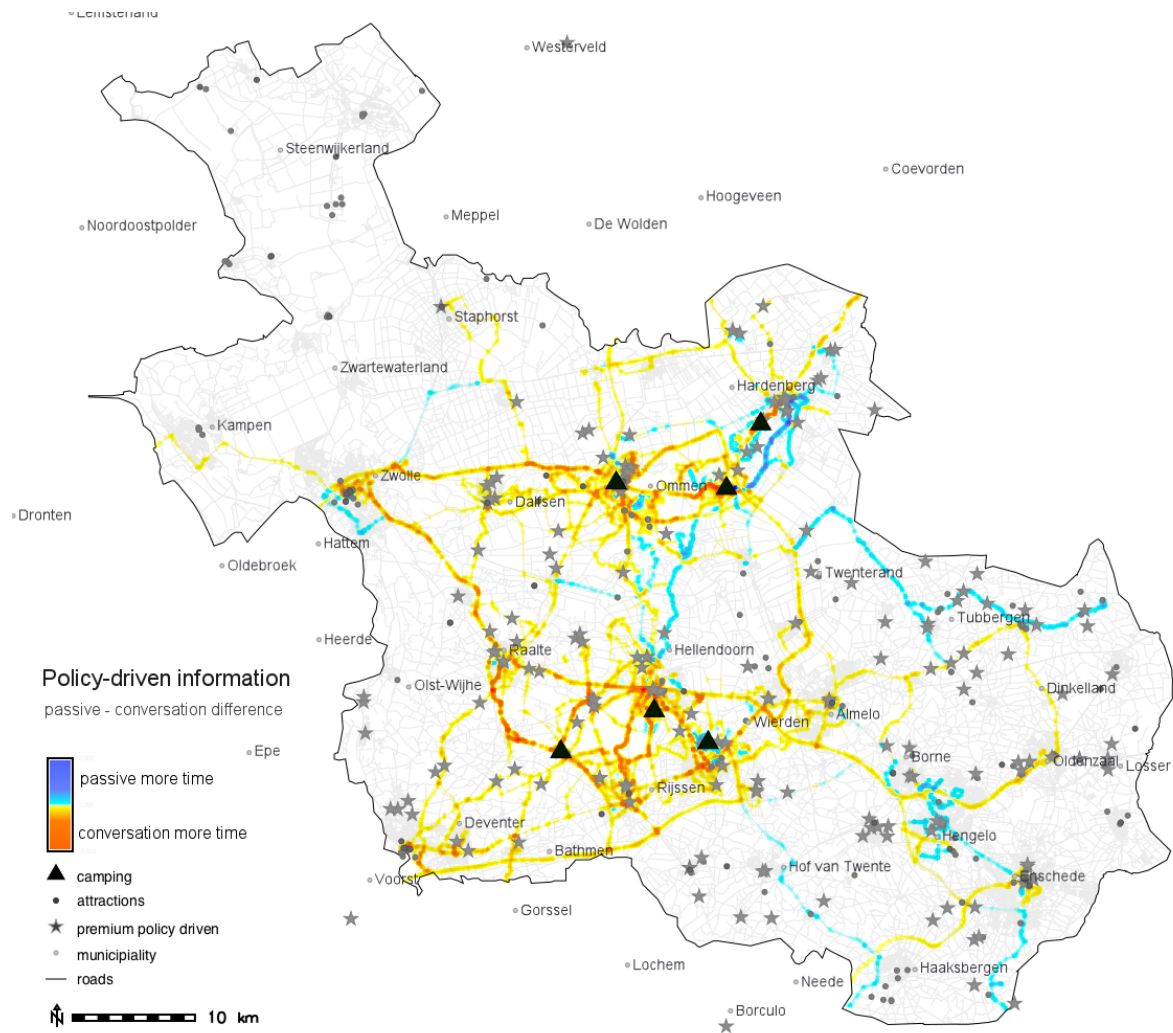 Lemsterland
Westerveld
Steenwijkerland
Coevorden
Hoogeveen
Meppel
De Wolden
Noordoostpolder
Staphorst
Zwartewaterland
Hardenberg
Kampen
Zwolle
Ommen
Dalfsen
Dronten
Hattem
Oldebroek
Twenterand
Tubbergen
Heerde
Raalte
Hellendoorn
Policy-driven information
Olst-Wijhe
Dinkelland
passive - conversation difference
Wierden
Almelo
Epe
Borne
Oldenzaal
Losser
passive more time
Rijssen
conversation more time
Deventer
Hengelo
Bathmen
camping
Voorst
Hof van Twente
Enschede
attractions
Gorssel
premium policy driven
municipiality
Lochem
Haaksbergen
roads
Neede
N
10 km
Borculo